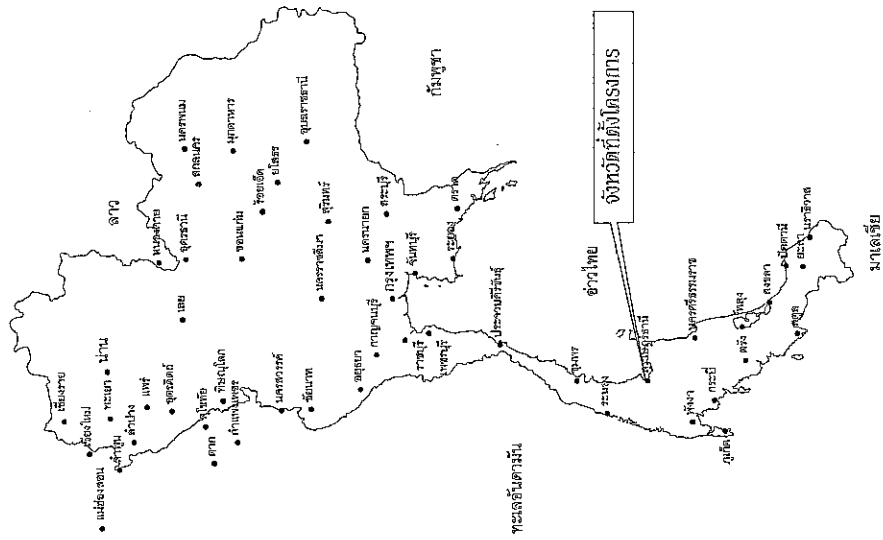 ลาว
เชียงราย
เชียงใหม่
แม่ฮ่องสอน
พะเยา
น่าน
ลำพูน
ลำปาง
แพร่
อุตรดิตถ์
หนองคาย
อุดรธานี
เลย
นครพนม
สกลนคร
สุโขทัย
พิษณุโลก
ตาก
กำแพงเพชร
ขอนแก่น
มุกดาหาร
ร้อยเอ็ด
ยโสธร
นครสวรรค์
ชัยนาท
อุบลราชธานี
นครราชสีมา
สุรินทร์
อยุธยา
กาญจนบุรี
นครนายก
สระบุรี
กรุงเทพฯ
ราชบุรี
เพชรบุรี
จันทบุรี
ระยอง
ตราด
กัมพูชา
ประจวบคีรีขันธ์
ทะเลอันดามัน
อ่าวไทย
จังหวัดที่ตั้งโครงการ
ชุมพร
ระนอง
สุราษฎร์ธานี
นครศรีธรรมราช
พังงา
กระบี่
ภูเก็ต
ตรัง
พัทลุง
สงขลา
สตูล
ปัตตานี
ยะลา
นราธิวาส
มาเลเซีย